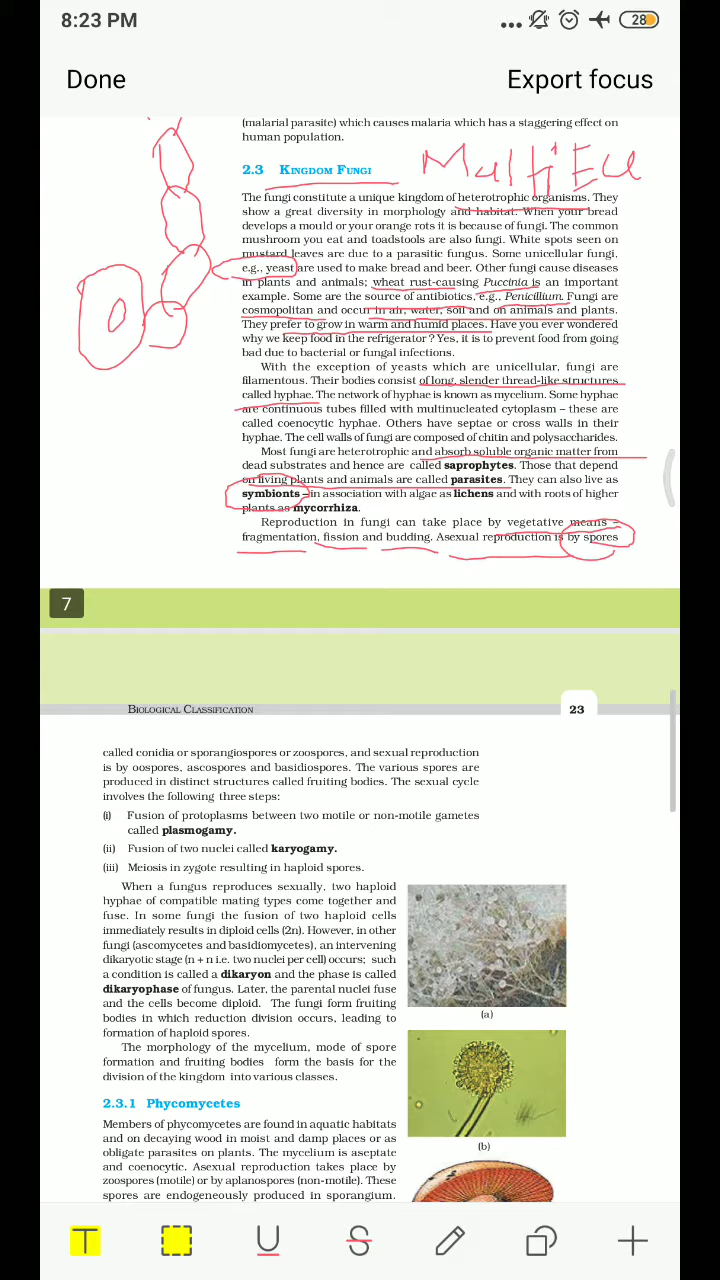 8:23 PM
28
Done
Export focus
(malarial parasite) which causes malaria which has a staggering effect on
human population.
2.3 KINGDOM FUNGI
MultiEu
The fungi constitute a unique kingdom of heterotrophic organisms. They
show a great diversity in morphology and habitat. When your bread
develops a mould or your orange rots it is because of fungi. The common
mushroom you eat and toadstools are also fungi. White spots seen on
mustard leaves are due to a parasitic fungus. Some unicellular fungi,
e.g., yeast are used to make bread and beer. Other fungi cause diseases
in plants and animals; wheat rust-causing Puccinia is an important
example. Some are the source of antibiotics, e.g., Penicillium. Fungi are
cosmopolitan and occur in air, water, soil and on animals and plants.
They prefer to grow in warm and humid places. Have you ever wondered
why we keep food in the refrigerator ? Yes, it is to prevent food from going
bad due to bacterial or fungal infections.
With the exception of yeasts which are unicellular, fungi are
filamentous. Their bodies consist of long, slender thread-like structures
called hyphae. The network of hyphae is known as mycelium. Some hyphae
are continuous tubes filled with multinucleated cytoplasm – these are
called coenocytic hyphae. Others have septae or cross walls in their
hyphae. The cell walls of fungi are composed of chitin and polysaccharides.
Most fungi are heterotrophic and absorb soluble organic matter from
dead substrates and hence are called saprophytes. Those that depend
on living plants and animals are called parasites. They can also live as
symbionts – in association with algae as lichens and with roots of higher
plants as mycorrhiza.
Reproduction in fungi can take place by vegetative means –
fragmentation, fission and budding. Asexual reproduction is by spores
7
BIOLOGICAL CLASSIFICATION
23
called conidia or sporangiospores or zoospores, and sexual reproduction
is by oospores, ascospores and basidiospores. The various spores are
produced in distinct structures called fruiting bodies. The sexual cycle
involves the following three steps:
(i) Fusion of protoplasms between two motile or non-motile gametes
called plasmogamy.
(ii) Fusion of two nuclei called karyogamy.
(iii) Meiosis in zygote resulting in haploid spores.
When a fungus reproduces sexually, two haploid
hyphae of compatible mating types come together and
fuse. In some fungi the fusion of two haploid cells
immediately results in diploid cells (2n). However, in other
fungi (ascomycetes and basidiomycetes), an intervening
dikaryotic stage (n + n i.e. two nuclei per cell) occurs; such
a condition is called a dikaryon and the phase is called
dikaryophase of fungus. Later, the parental nuclei fuse
and the cells become diploid. The fungi form fruiting
bodies in which reduction division occurs, leading to
formation of haploid spores.
The morphology of the mycelium, mode of spore
formation and fruiting bodies form the basis for the
division of the kingdom into various classes.
(a)
(b)
2.3.1 Phycomycetes
Members of phycomycetes are found in aquatic habitats
and on decaying wood in moist and damp places or as
obligate parasites on plants. The mycelium is aseptate
and coenocytic. Asexual reproduction takes place by
zoospores (motile) or by aplanospores (non-motile). These
spores are endogeneously produced in sporangium.
T
U
S